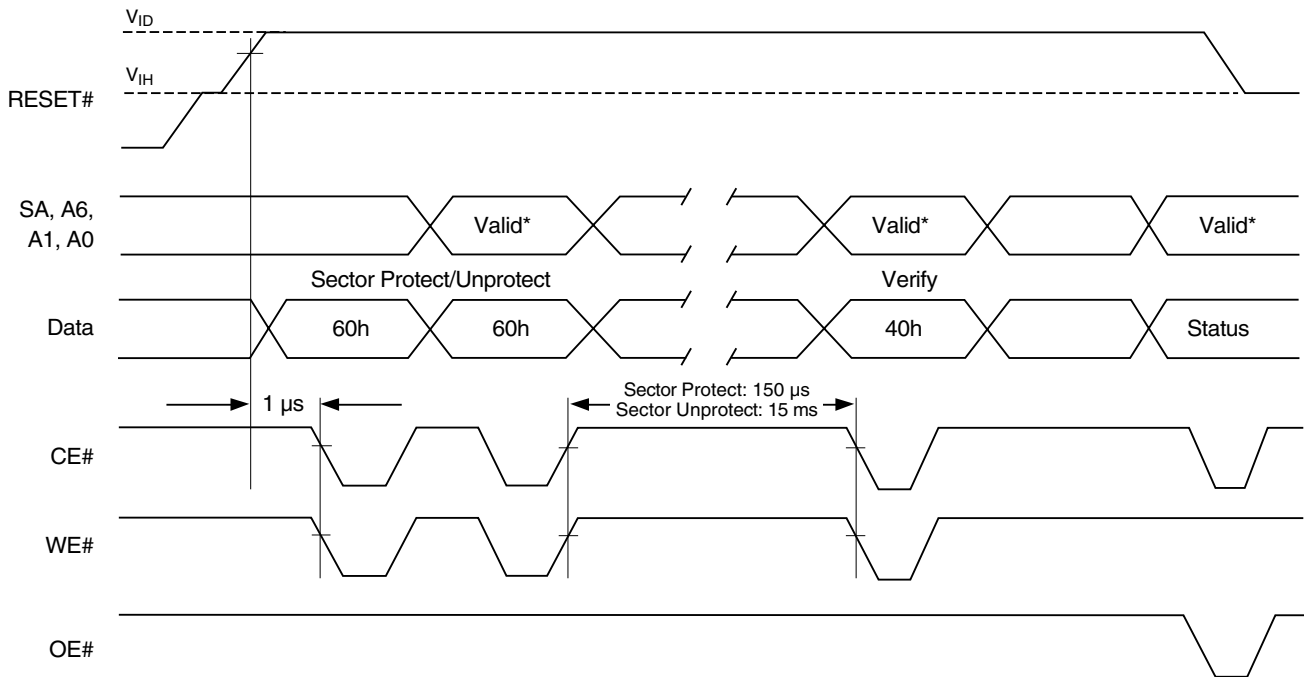 VID
VIH
RESET#
SA, A6,
A1, A0
Valid*
Valid*
Valid*
Sector Protect/Unprotect
Verify
Data
60h
60h
40h
Status
1 µs
Sector Protect: 150 µs
Sector Unprotect: 15 ms
CE#
WE#
OE#